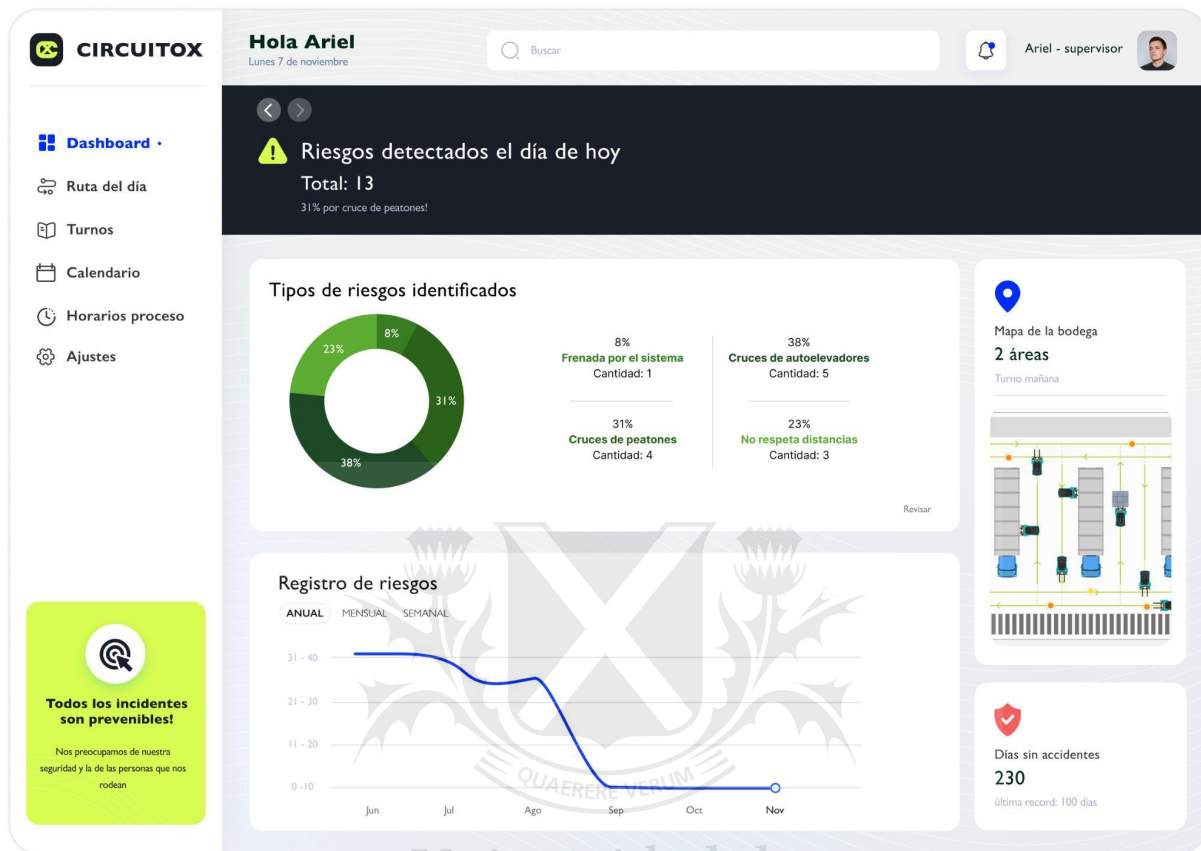 CIRCUITOX
Hola Ariel
Lunes 7 de noviembre
Buscar
Ariel - supervisor
Dashboard
Ruta del día
Turnos
Calendario
Horarios proceso
Ajustes
Todos los incidentes
son prevenibles!
Nos preocupamos de nuestra
seguridad y la de las personas que nos
rodean
Riesgos detectados el día de hoy
Total: 13
31% por cruce de peatones!
Tipos de riesgos identificados
8%
23%
31%
38%
8%
Frenada por el sistema
Cantidad: 1
38%
Cruces de autoelevadores
Cantidad: 5
31%
Cruces de peatones
Cantidad: 4
23%
No respeta distancias
Cantidad: 3
Revisar
Registro de riesgos
ANUAL MENSUAL SEMANAL
31 - 40
21 - 30
11 - 20
0 -10
Jun Jul Ago Sep Oct Nov
QUAERERE VERUM
Mapa de la bodega
2 áreas
Turno mañana
Días sin accidentes
230
última record: 100 días